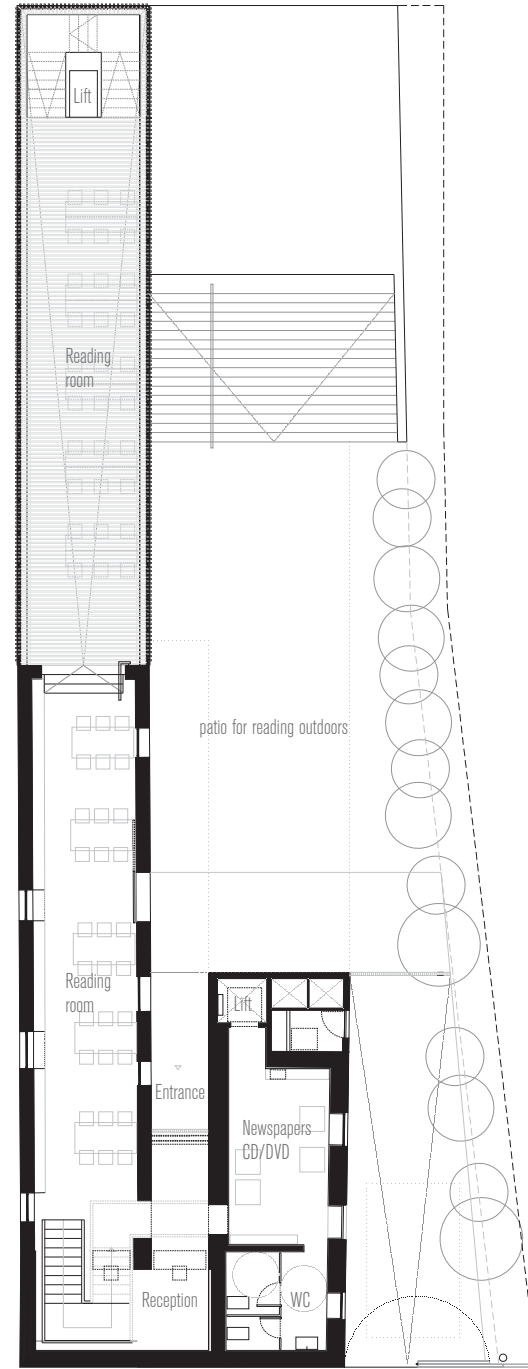 Lift
Reading
room
patio for reading outdoors
Reading
room
Lift
Entrance
Newspapers
CD/DVD
Reception
WC